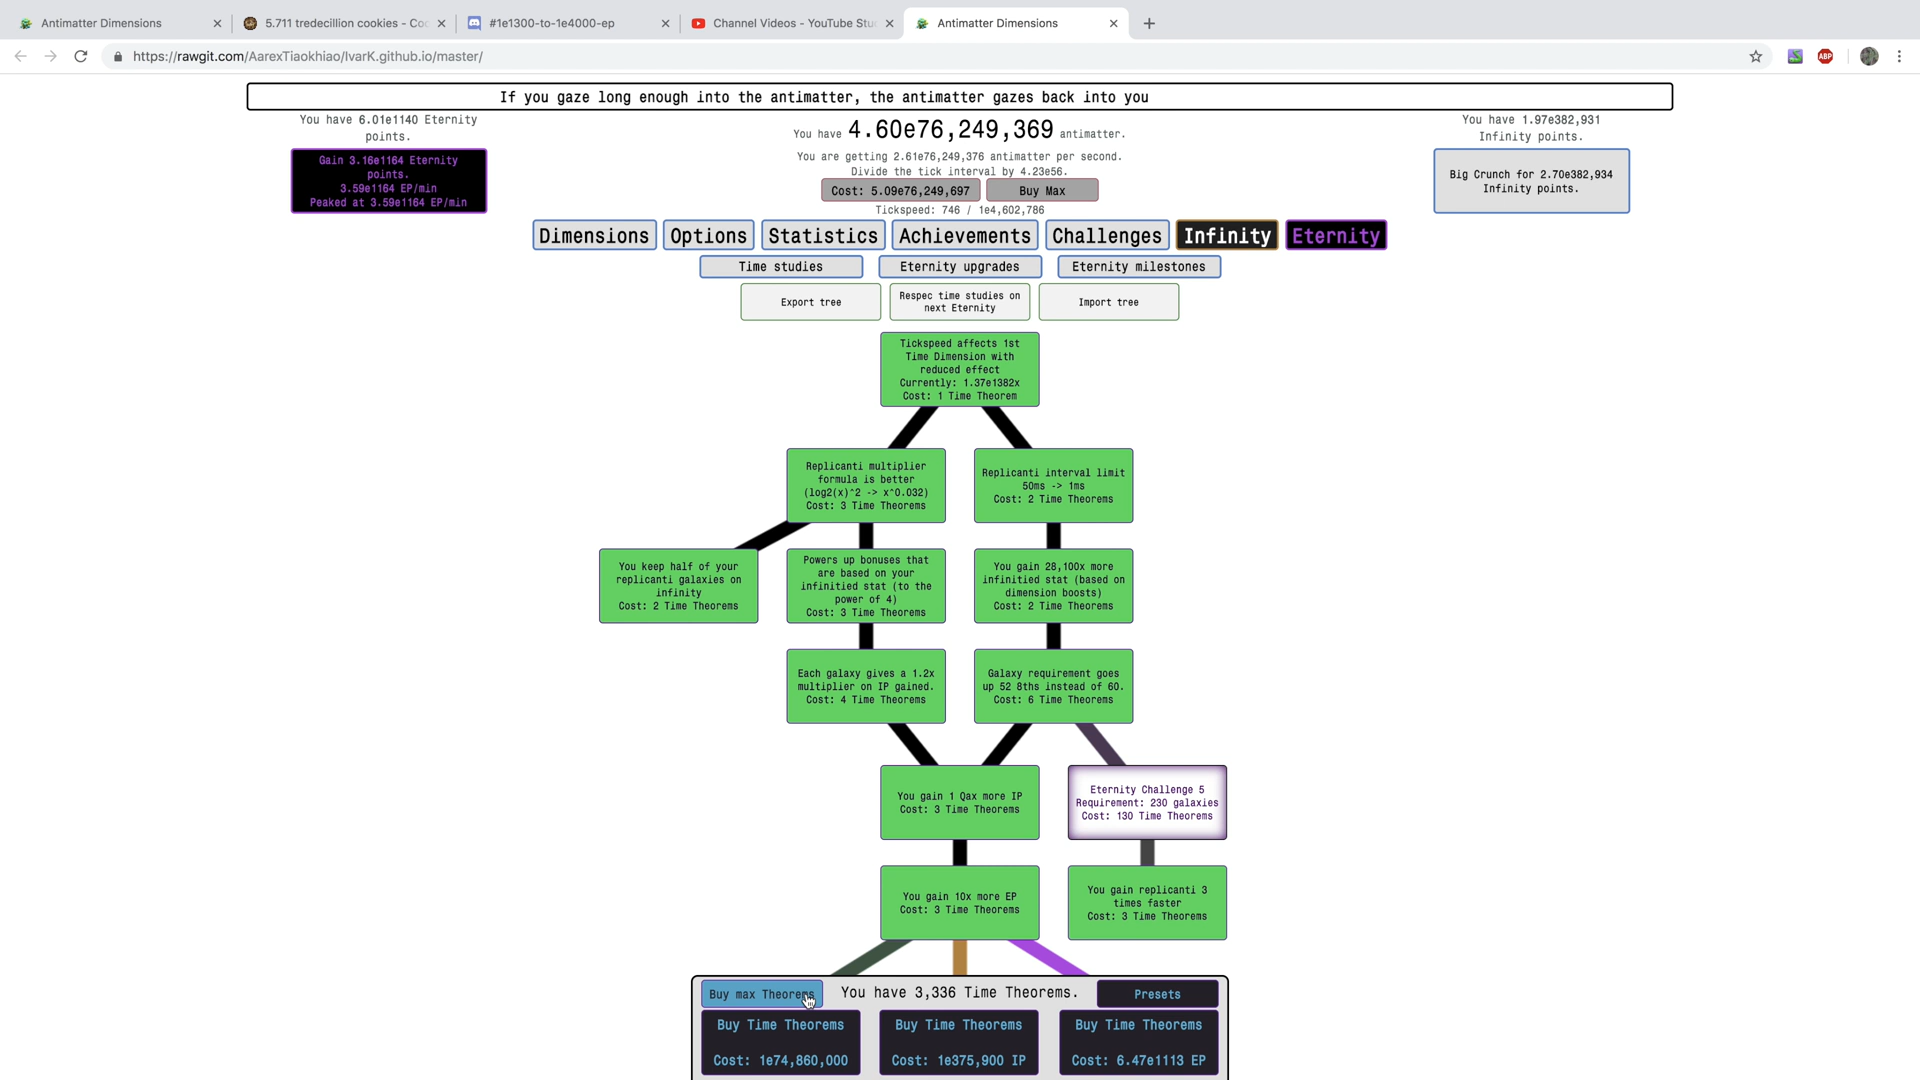 Antimatter Dimensions
5.711 tredecillion cookies - Coo
#1e1300-to-1e4000-ep
Channel Videos - YouTube Stu
Antimatter Dimensions
https://rawgit.com/AarexTiaokhiao/IvarK.github.io/master/
ABP
If you gaze long enough into the antimatter, the antimatter gazes back into you
You have 6.01e1140 Eternity
points.
Gain 3.16e1164 Eternity
points.
3.59e1164 EP/min
Peaked at 3.59e1164 EP/min
You have 4.60e76,249,369 antimatter.
You are getting 2.61e76,249,376 antimatter per second.
Divide the tick interval by 4.23e56.
Cost: 5.09e76,249,697
Buy Max
Tickspeed: 746 / 1e4,602,786
You have 1.97e382,931
Infinity points.
Big Crunch for 2.70e382,934
Infinity points.
Dimensions
Options
Statistics
Achievements
Challenges
Infinity
Eternity
Time studies
Eternity upgrades
Eternity milestones
Export tree
Respec time studies on
next Eternity
Import tree
Tickspeed affects 1st
Time Dimension with
reduced effect
Currently: 1.37e1382x
Cost: 1 Time Theorem
Replicanti multiplier
formula is better
(log2(x)^2 -> x^0.032)
Cost: 3 Time Theorems
Replicanti interval limit
50ms -> 1ms
Cost: 2 Time Theorems
You keep half of your
replicanti galaxies on
infinity
Cost: 2 Time Theorems
Powers up bonuses that
are based on your
infinitied stat (to the
power of 4)
Cost: 3 Time Theorems
You gain 28,100x more
infinitied stat (based on
dimension boosts)
Cost: 2 Time Theorems
Each galaxy gives a 1.2x
multiplier on IP gained.
Cost: 4 Time Theorems
Galaxy requirement goes
up 52 8ths instead of 60.
Cost: 6 Time Theorems
You gain 1 Qax more IP
Cost: 3 Time Theorems
Eternity Challenge 5
Requirement: 230 galaxies
Cost: 130 Time Theorems
You gain 10x more EP
Cost: 3 Time Theorems
You gain replicanti 3
times faster
Cost: 3 Time Theorems
Buy max Theorems
You have 3,336 Time Theorems.
Presets
Buy Time Theorems
Cost: 1e74,860,000
Buy Time Theorems
Cost: 1e375,900 IP
Buy Time Theorems
Cost: 6.47e1113 EP